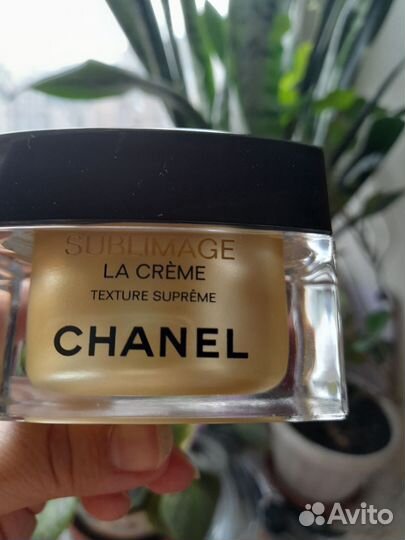 SUBLIMAGE
LA CRÈME
TEXTURE SUPRÊME
CHANEL
Avito